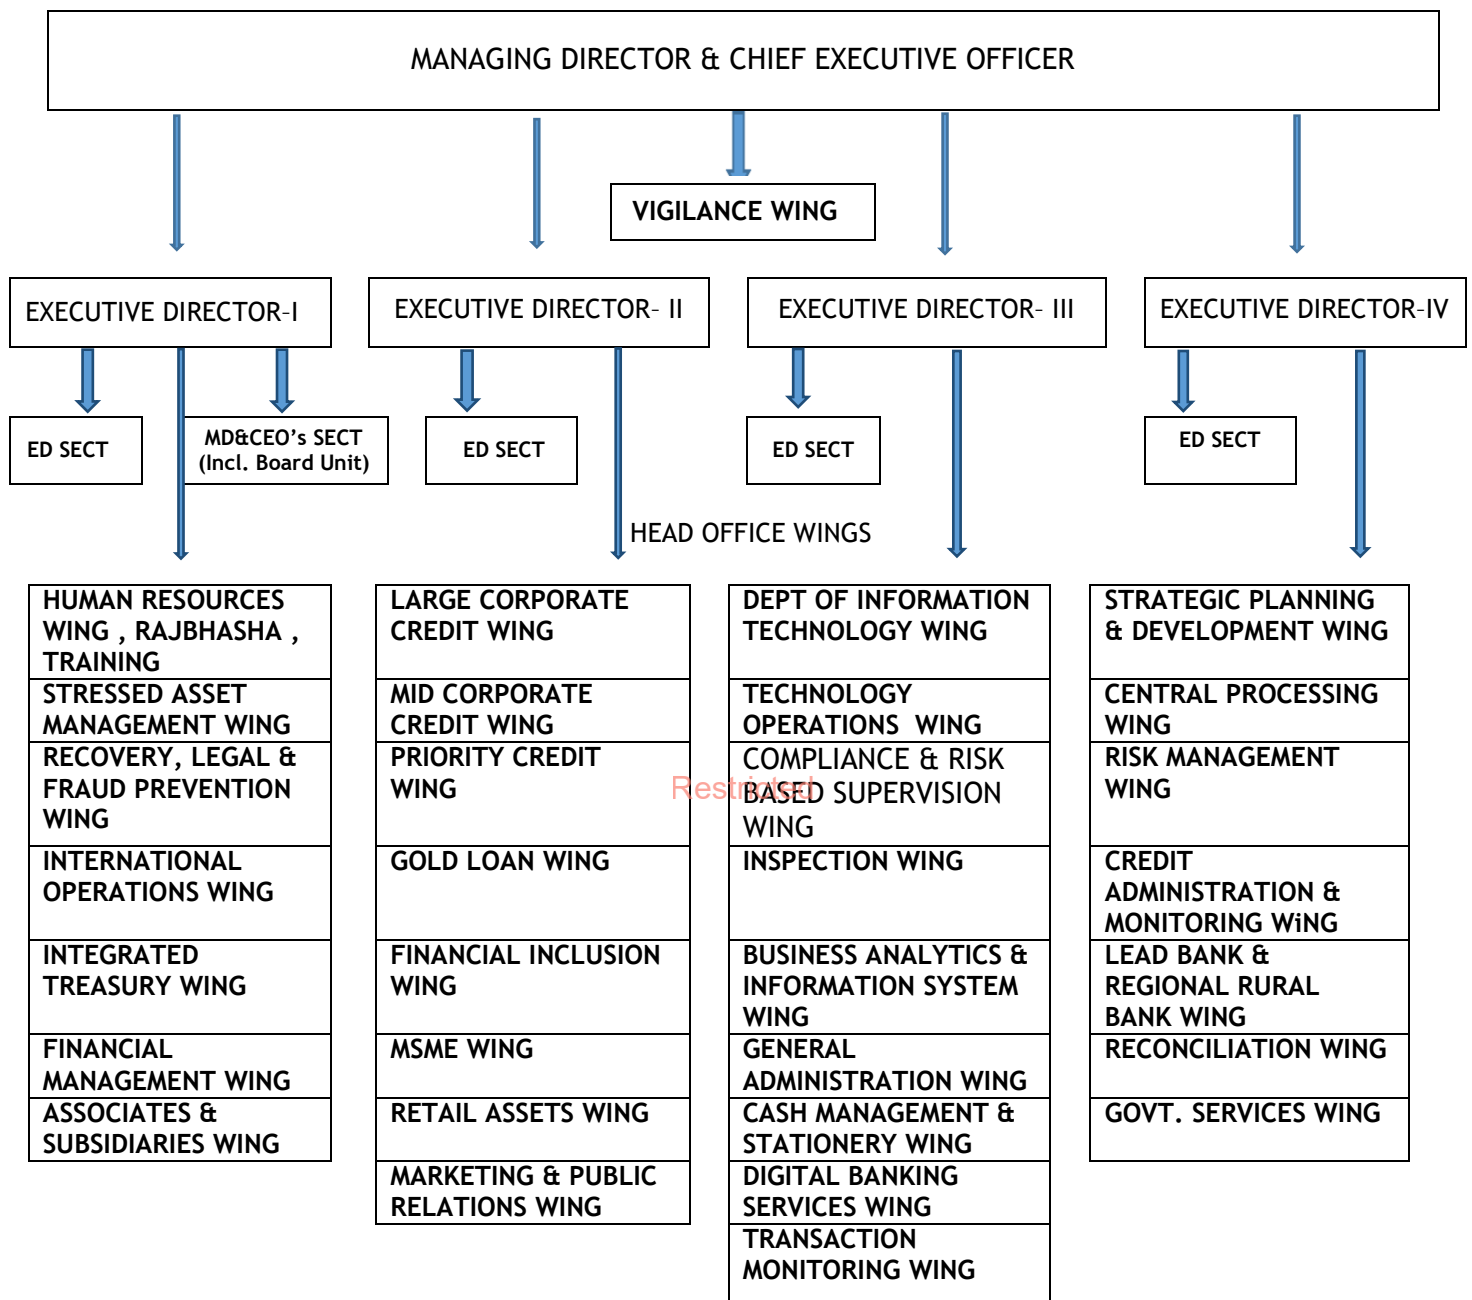 MANAGING DIRECTOR & CHIEF EXECUTIVE OFFICER
VIGILANCE WING
EXECUTIVE DIRECTOR-I
EXECUTIVE DIRECTOR- II
EXECUTIVE DIRECTOR- III
EXECUTIVE DIRECTOR-IV
ED SECT
MD&CEO's SECT
(Incl. Board Unit)
ED SECT
ED SECT
ED SECT
HEAD OFFICE WINGS
HUMAN RESOURCES
WING , RAJBHASHA ,
TRAINING
STRESSED ASSET
MANAGEMENT WING
RECOVERY, LEGAL &
FRAUD PREVENTION
WING
INTERNATIONAL
OPERATIONS WING
INTEGRATED
TREASURY WING
FINANCIAL
MANAGEMENT WING
ASSOCIATES &
SUBSIDIARIES WING
LARGE CORPORATE
CREDIT WING
MID CORPORATE
CREDIT WING
PRIORITY CREDIT
WING
GOLD LOAN WING
FINANCIAL INCLUSION
WING
MSME WING
RETAIL ASSETS WING
MARKETING & PUBLIC
RELATIONS WING
Restricted
DEPT OF INFORMATION
TECHNOLOGY WING
TECHNOLOGY
OPERATIONS WING
COMPLIANCE & RISK
BASED SUPERVISION
WING
INSPECTION WING
BUSINESS ANALYTICS &
INFORMATION SYSTEM
WING
GENERAL
ADMINISTRATION WING
CASH MANAGEMENT &
STATIONERY WING
DIGITAL BANKING
SERVICES WING
TRANSACTION
MONITORING WING
STRATEGIC PLANNING
& DEVELOPMENT WING
CENTRAL PROCESSING
WING
RISK MANAGEMENT
WING
CREDIT
ADMINISTRATION &
MONITORING WiNG
LEAD BANK &
REGIONAL RURAL
BANK WING
RECONCILIATION WING
GOVT. SERVICES WING